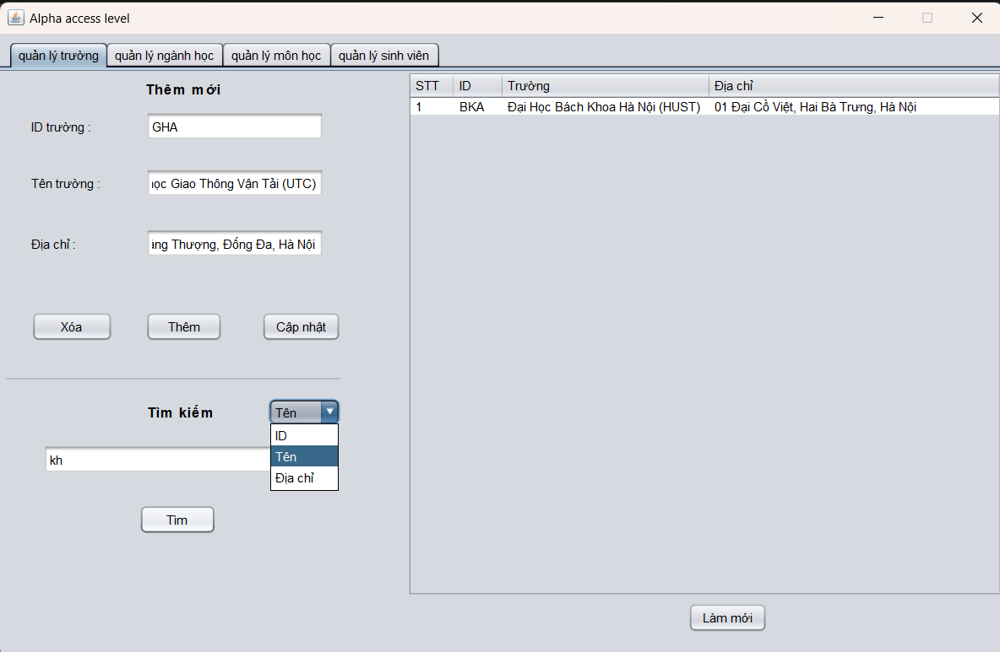 Alpha access level
quản lý trường quản lý ngành học quản lý môn học quản lý sinh viên
Thêm mới
ID trường : GHA
Tên trường : học Giao Thông Vận Tải (UTC)
Địa chỉ : Thượng, Đống Đa, Hà Nội
Xóa Thêm Cập nhật
Tìm kiếm Tên
ID
Tên
Địa chỉ
kh
Tìm
STT ID Trường Địa chỉ
1 BKA Đại Học Bách Khoa Hà Nội (HUST) 01 Đại Cồ Việt, Hai Bà Trưng, Hà Nội
Làm mới